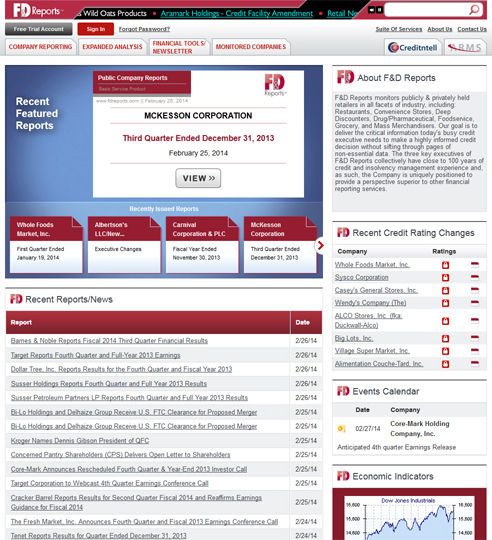 FD Reports™
s Wild Oats Products • Aramark Holdings - Credit Facility Amendment • Retail Ne
Free Trial Account Sign In Forgot Password? Suite Of Services About Us Contact Us
COMPANY REPORTING EXPANDED ANALYSIS FINANCIAL TOOLS/ NEWSLETTER MONITORED COMPANIES Creditntell ARMS
Recent
Featured
Reports
Public Company Reports
Basic Service Product
FD Reports
www.fdreports.com || February 25, 2014
MCKESSON CORPORATION
Third Quarter Ended December 31, 2013
February 25, 2014
VIEW >>
Recently Issued Reports
Whole Foods
Market, Inc.
First Quarter Ended
January 19, 2014
Albertson's
LLC/New...
Executive Changes
Carnival
Corporation & PLC
Fiscal Year Ended
November 30, 2013
McKesson
Corporation
Third Quarter Ended
December 31, 2013
FD Recent Reports/News
Report Date
Barnes & Noble Reports Fiscal 2014 Third Quarter Financial Results 2/26/14
Target Reports Fourth Quarter and Full-Year 2013 Earnings 2/26/14
Dollar Tree, Inc. Reports Results for the Fourth Quarter and Fiscal Year 2013 2/26/14
Susser Holdings Reports Fourth Quarter and Full Year 2013 Results 2/26/14
Susser Petroleum Partners LP Reports Fourth Quarter and Full Year 2013 Results 2/26/14
Bi-Lo Holdings and Delhaize Group Receive U.S. FTC Clearance for Proposed Merger 2/25/14
Bi-Lo Holdings and Delhaize Group Receive U.S. FTC Clearance for Proposed Merger 2/25/14
Kroger Names Dennis Gibson President of QFC 2/25/14
Concerned Pantry Shareholders (CPS) Delivers Open Letter to Shareholders 2/25/14
Core-Mark Announces Rescheduled Fourth Quarter & Year-End 2013 Investor Call 2/25/14
Target Corporation to Webcast 4th Quarter Earnings Conference Call 2/25/14
Cracker Barrel Reports Results for Second Quarter Fiscal 2014 and Reaffirms Earnings
Guidance for Fiscal 2014 2/25/14
The Fresh Market, Inc. Announces Fourth Quarter and Fiscal 2013 Earnings Conference Call 2/24/14
Tenet Reports Results for Quarter Ended December 31, 2013 2/24/14
FD About F&D Reports
F&D Reports monitors publicly & privately held
retailers in all facets of industry, including:
Restaurants, Convenience Stores, Deep
Discounters, Drug/Pharmaceutical, Foodservice,
Grocery, and Mass Merchandisers. Our goal is to
deliver the critical information today's busy credit
executive needs to make a highly informed credit
decision without sifting through pages of
non-essential data. The three key executives of
F&D Reports collectively have close to 100 years of
credit and insolvency management experience and,
as such, the Company is uniquely positioned to
provide a perspective superior to other financial
reporting services.
FD Recent Credit Rating Changes
Company Ratings
Whole Foods Market, Inc.
Sysco Corporation
Casey's General Stores, Inc.
Wendy's Company (The)
ALCO Stores, Inc. (fka:
Duckwall-Alco)
Big Lots, Inc.
Village Super Market, Inc.
Alimentation Couche-Tard, Inc.
FD Events Calendar
Date Company
02/27/14 Core-Mark Holding
Company, Inc.
Anticipated 4th quarter Earnings Release
FD Economic Indicators
Dow Jones Industrials
16,600 16,600
16,400 16,400